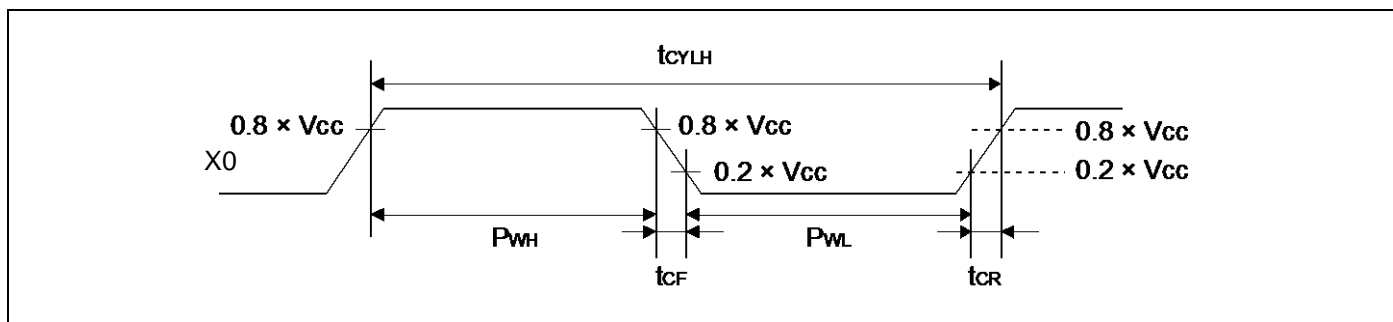 tCYLH
0.8 × Vcc
0.8 × Vcc
0.8 × Vcc
X0
0.2 × Vcc
0.2 × Vcc
PWH
PWL
tCF
tCR